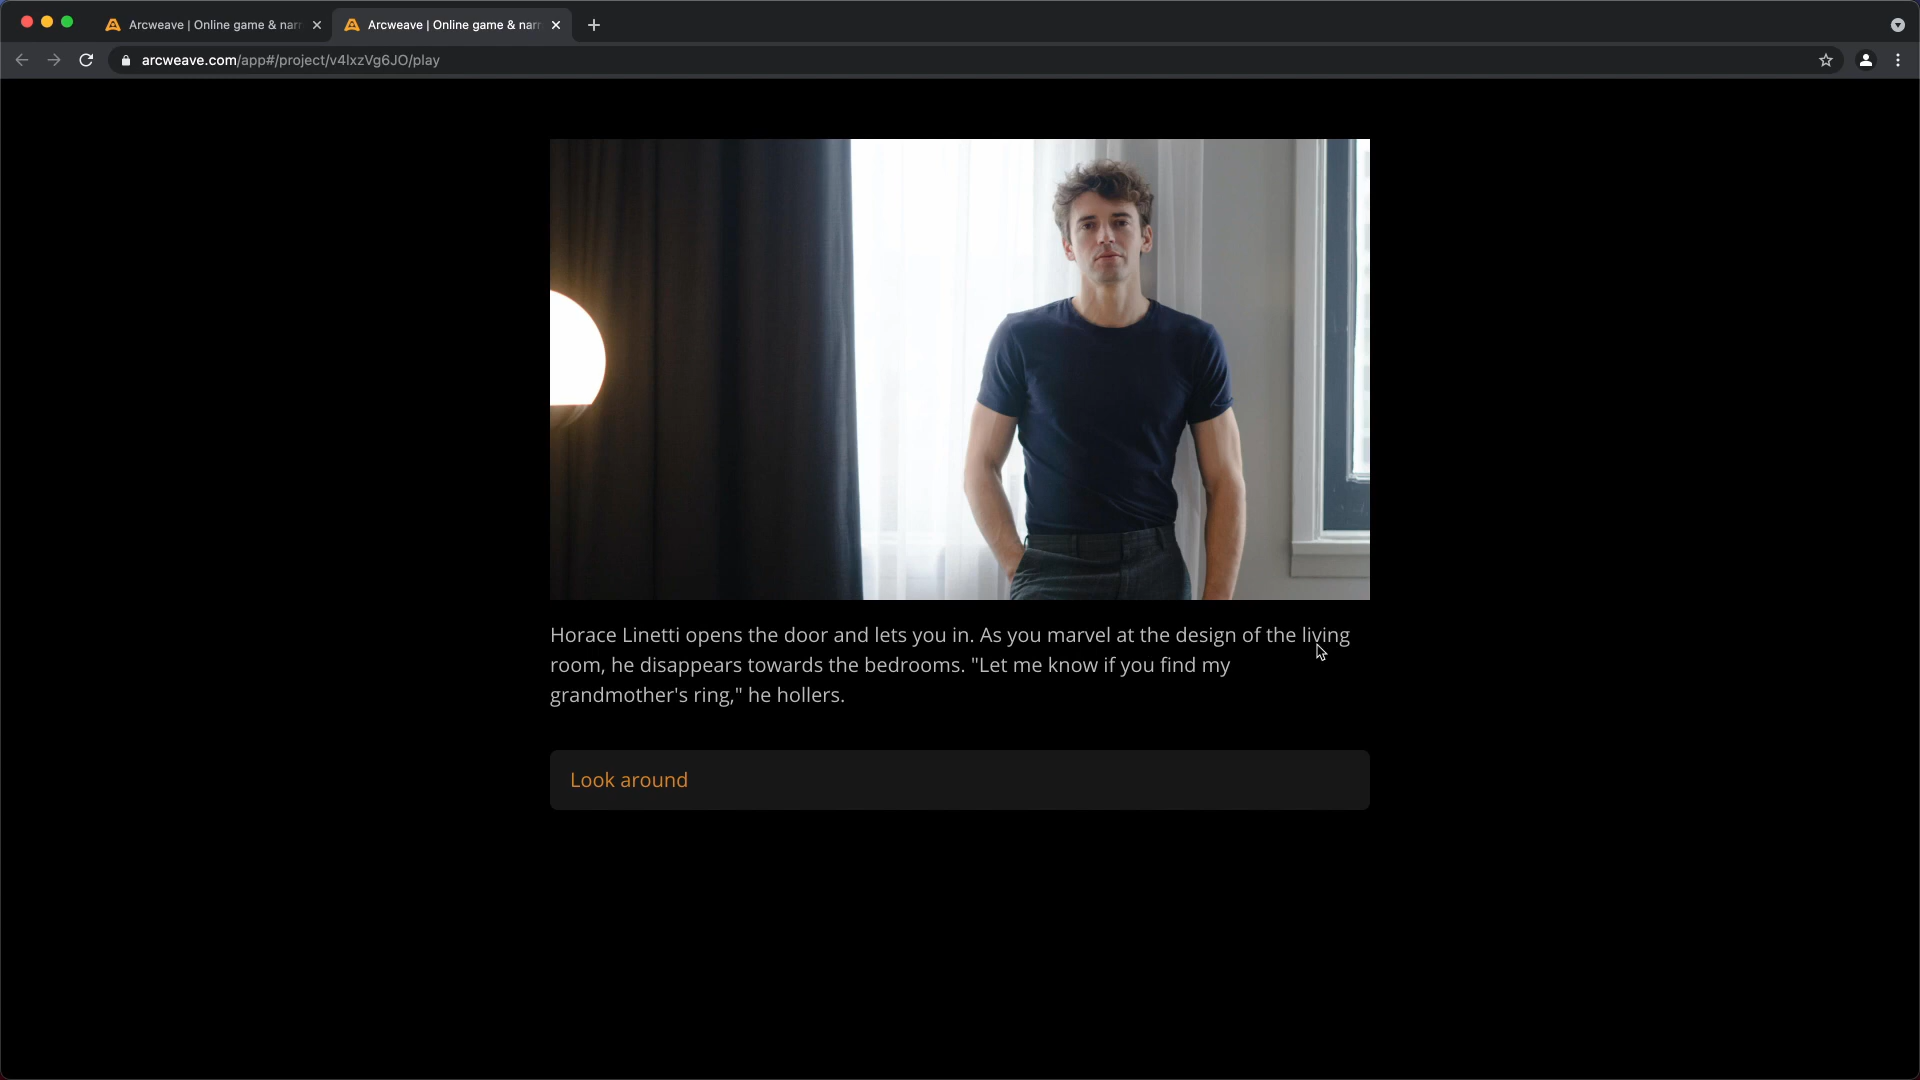 Arcweave | Online game & narr
Arcweave | Online game & narr
arcweave.com/app#/project/v4lxzVg6JO/play
Horace Linetti opens the door and lets you in. As you marvel at the design of the living
room, he disappears towards the bedrooms. "Let me know if you find my
grandmother's ring," he hollers.
Look around